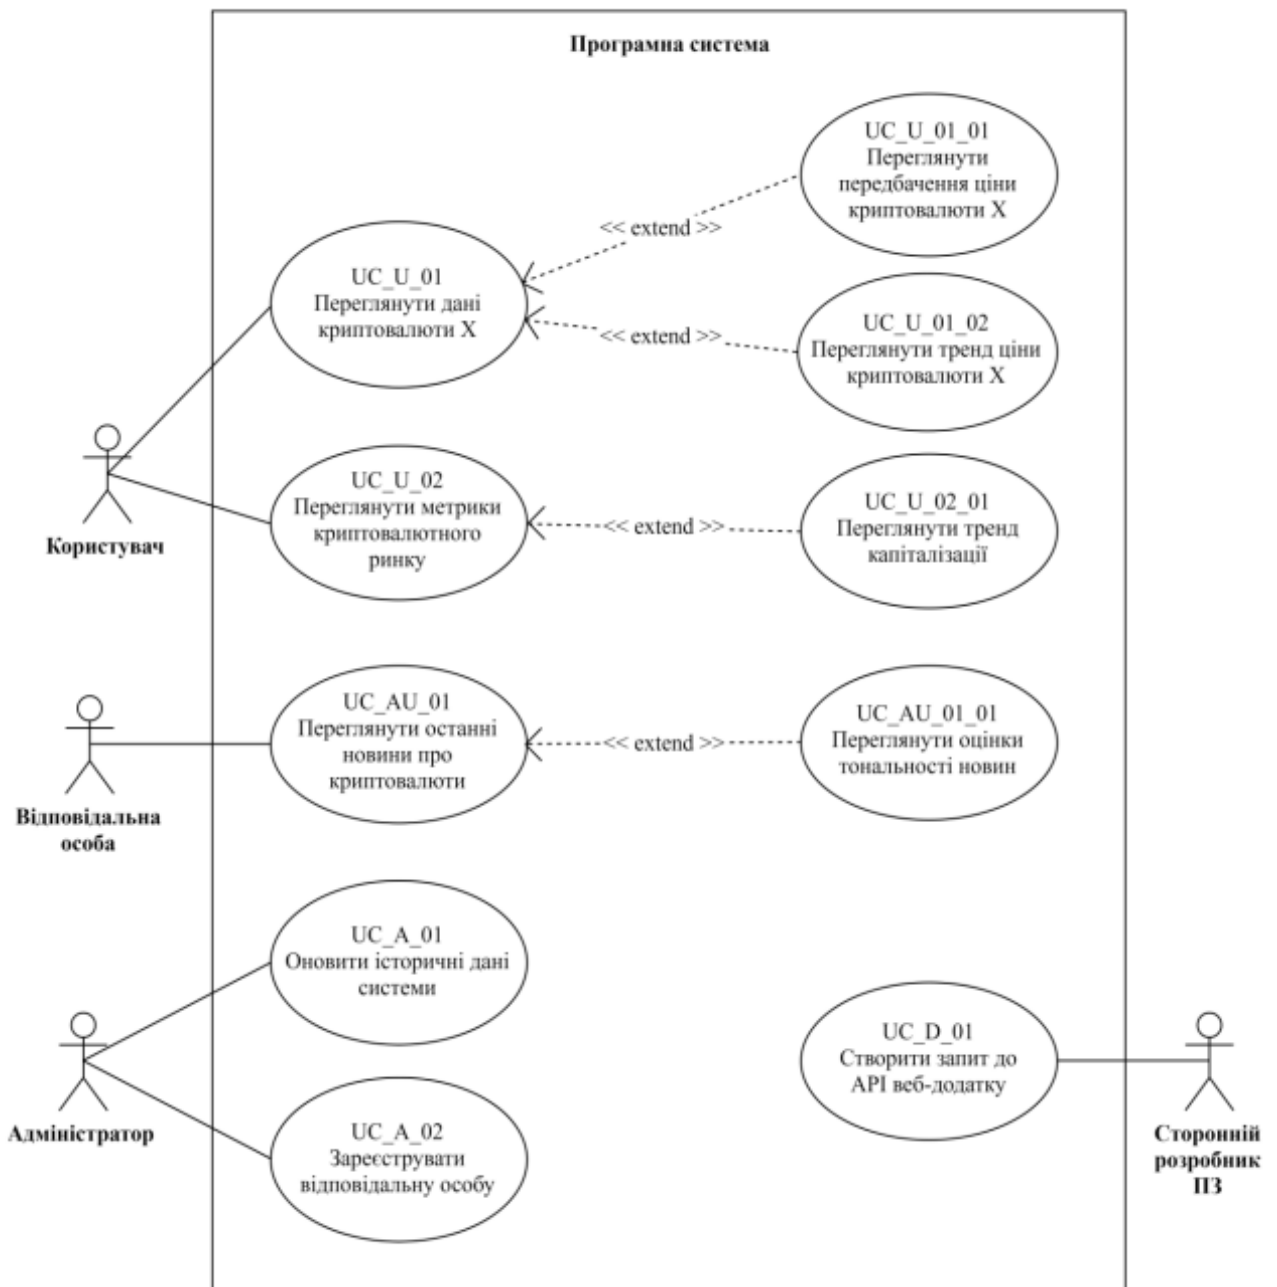 Програмна система
UC_U_01_01
Переглянути
передбачення ціни
криптовалюти X
<< extend >>
UC_U_01
Переглянути дані
криптовалюти X
<< extend >>
UC_U_01_02
Переглянути тренд ціни
криптовалюти X
Користувач
UC_U_02
Переглянути метрики
криптовалютного
ринку
<< extend >>
UC_U_02_01
Переглянути тренд
капіталізації
Відповідальна
особа
UC_AU_01
Переглянути останні
новини про
криптовалюти
<< extend >>
UC_AU_01_01
Переглянути оцінки
тональності новин
UC_A_01
Оновити історичні дані
системи
Адміністратор
UC_A_02
Зареєструвати
відповідальну особу
UC_D_01
Створити запит до
API веб-додатку
Сторонній
розробник
ПЗ